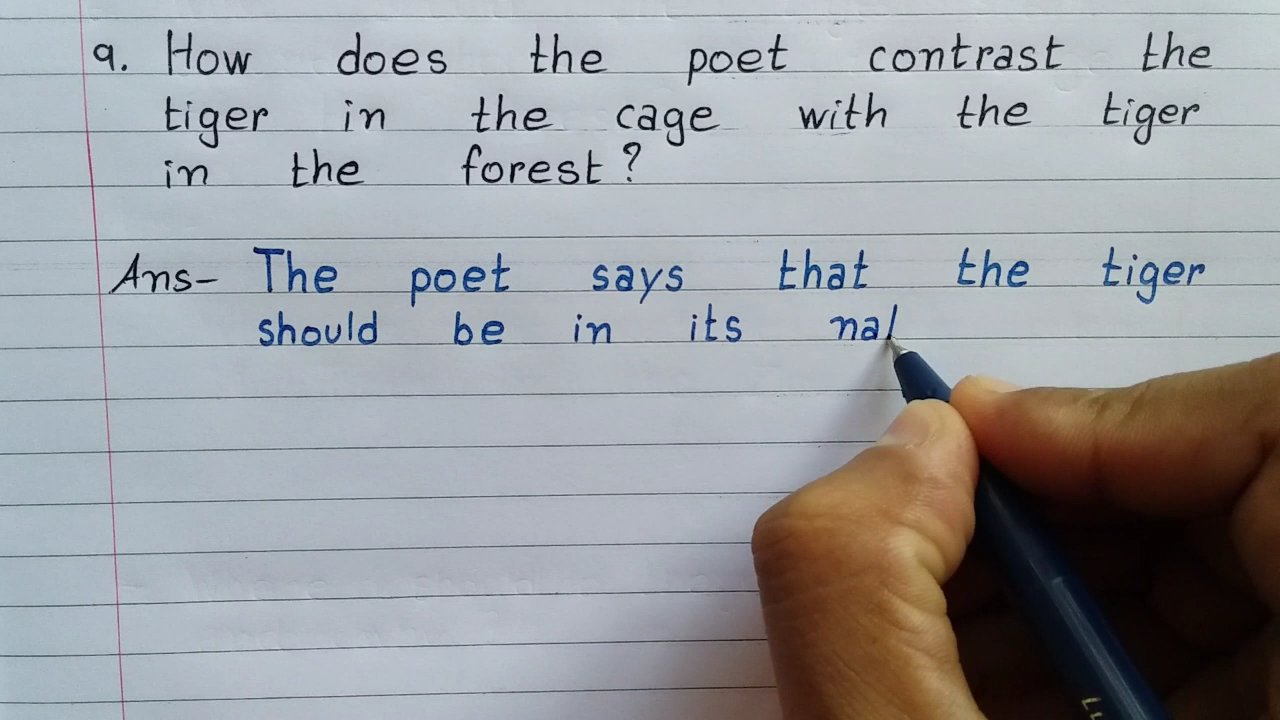 9. How does the poet contrast the
tiger in the cage with the tiger
in the forest?
Ans- The poet says that the tiger
should be in its nal